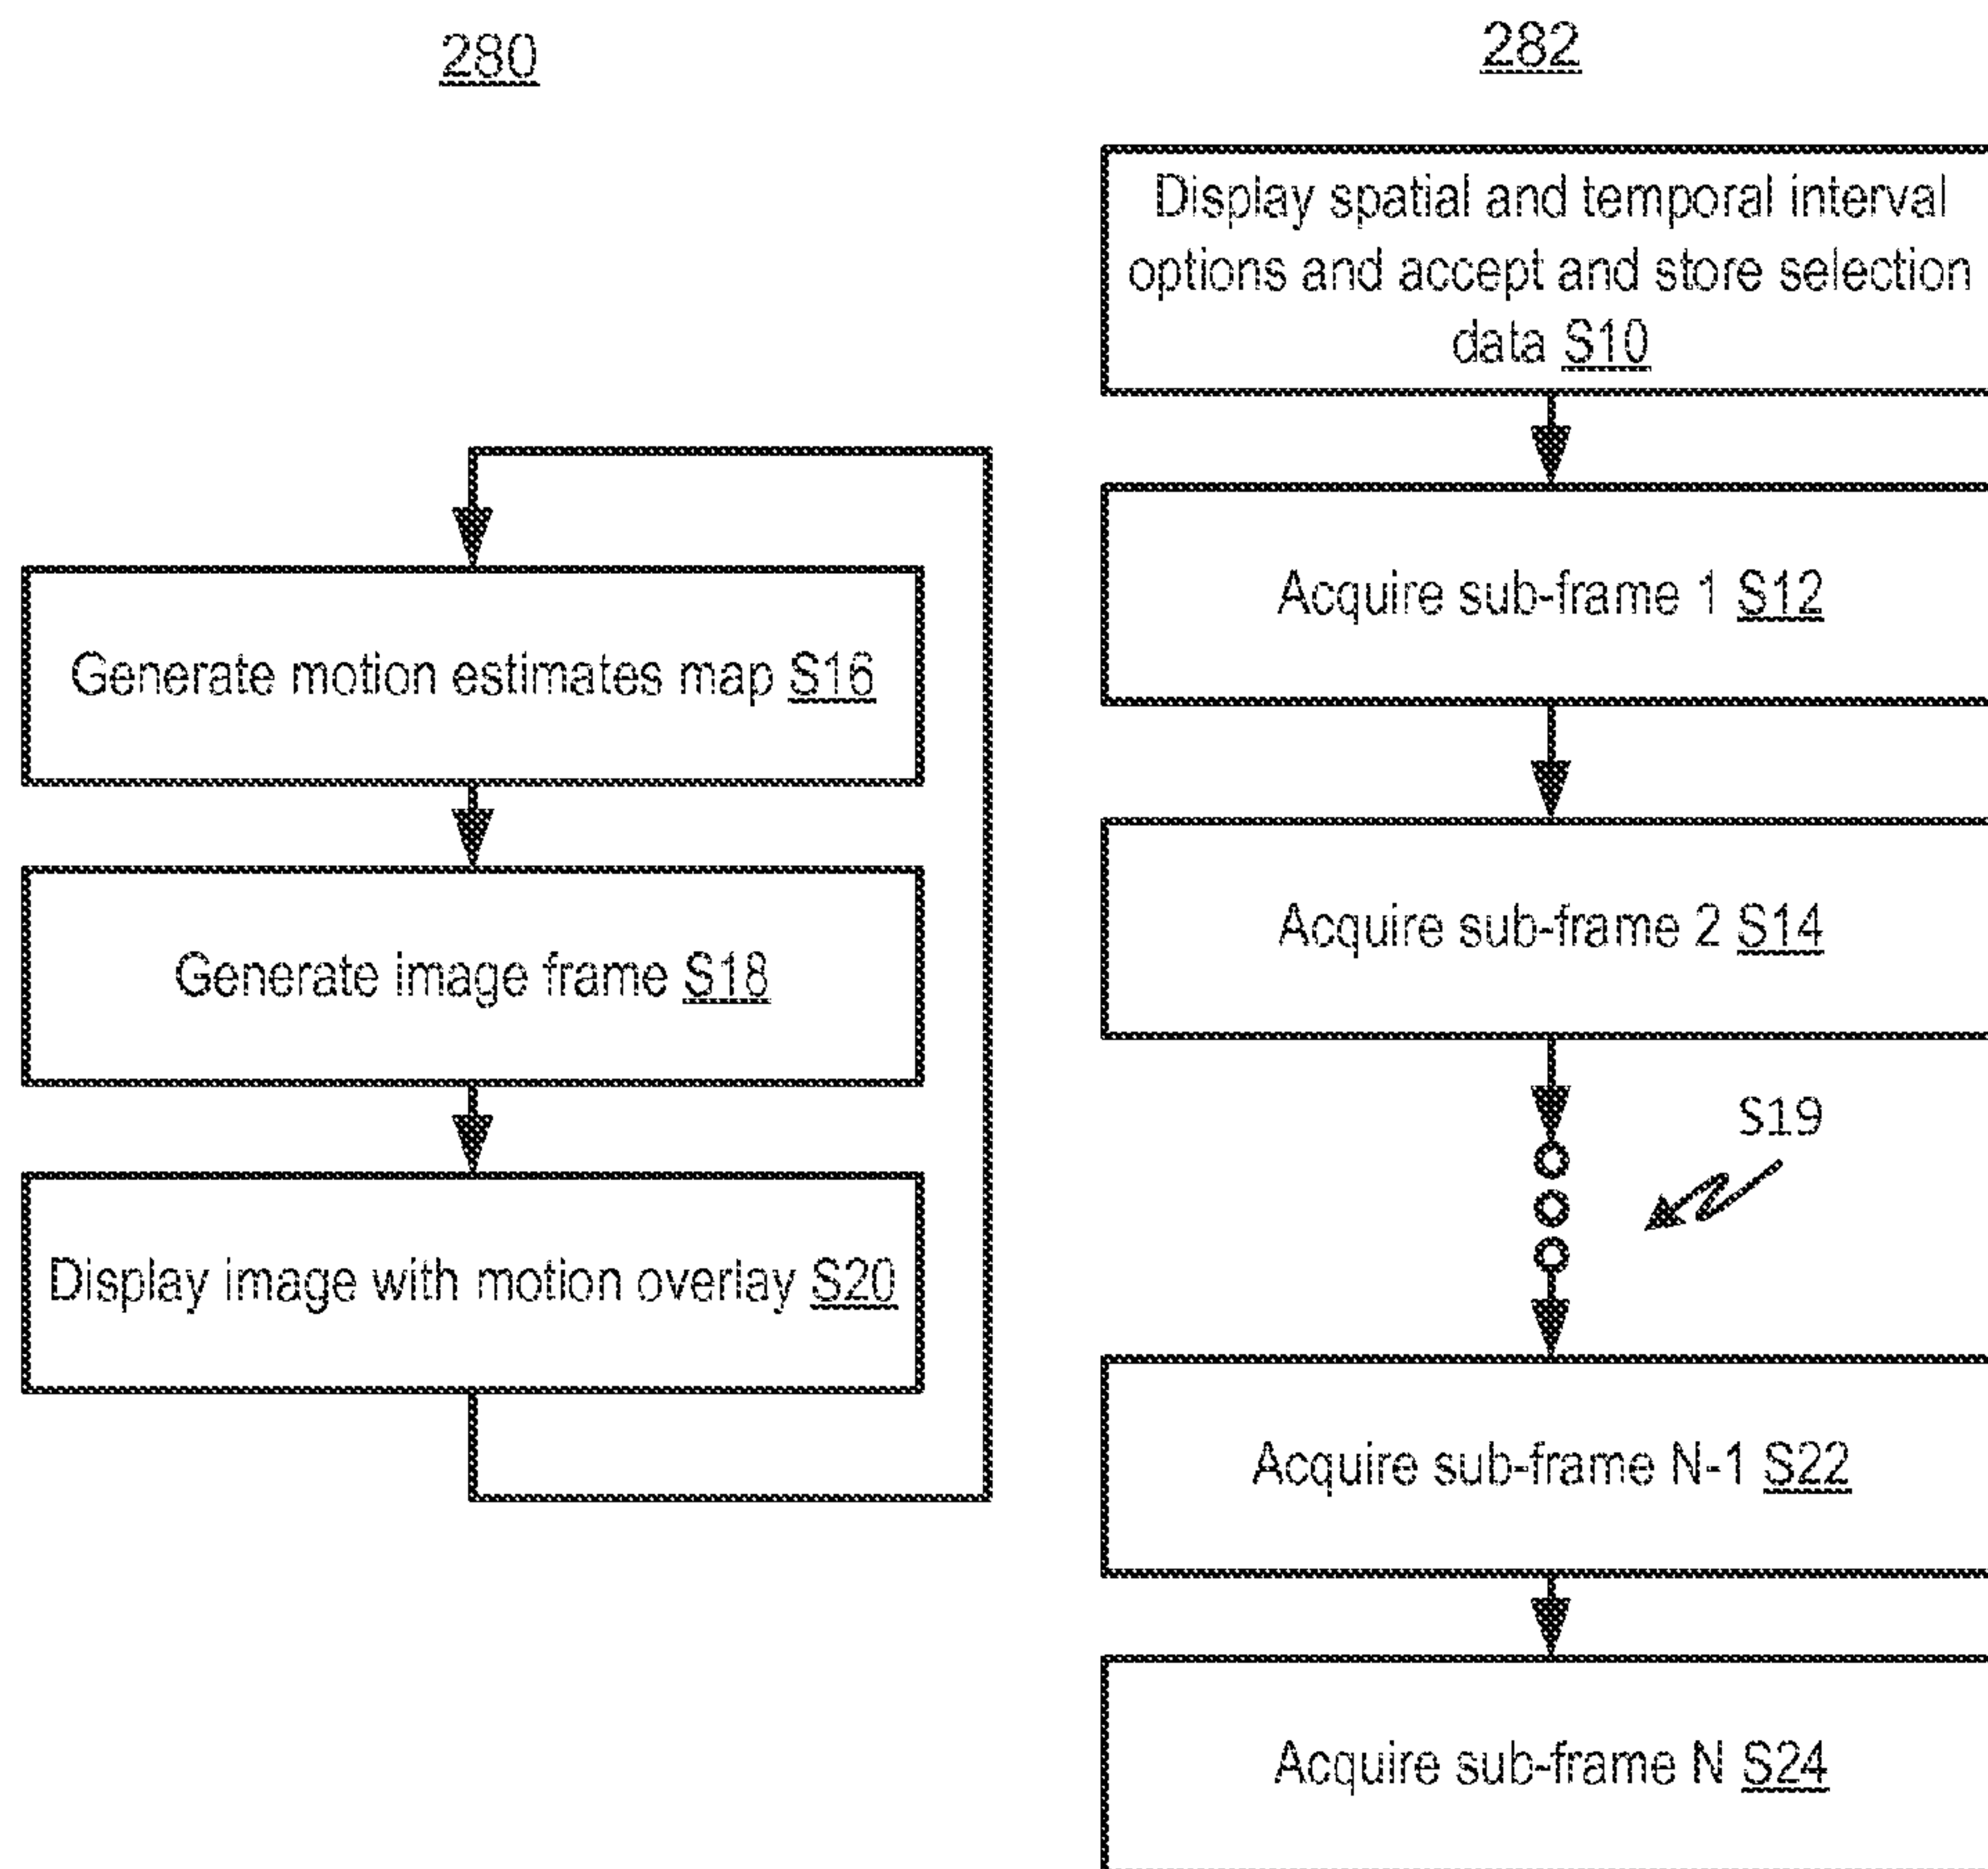 280
Generate motion estimates map S16
Generate image frame S18
Display image with motion overlay S20
282
Display spatial and temporal interval
options and accept and store selection
data S10
Acquire sub-frame 1 S12
Acquire sub-frame 2 S14
S19
Acquire sub-frame N-1 S22
Acquire sub-frame N S24